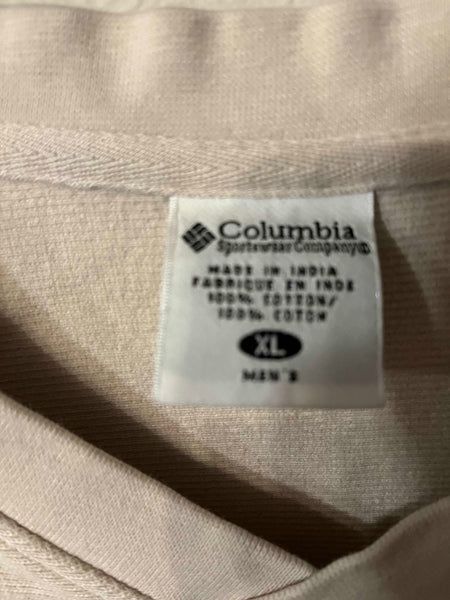 Columbia
Sportswear Company®
MADE IN INDIA
FABRIQUE EN INDE
100% COTTON/
100% COTON
XL
MEN'S